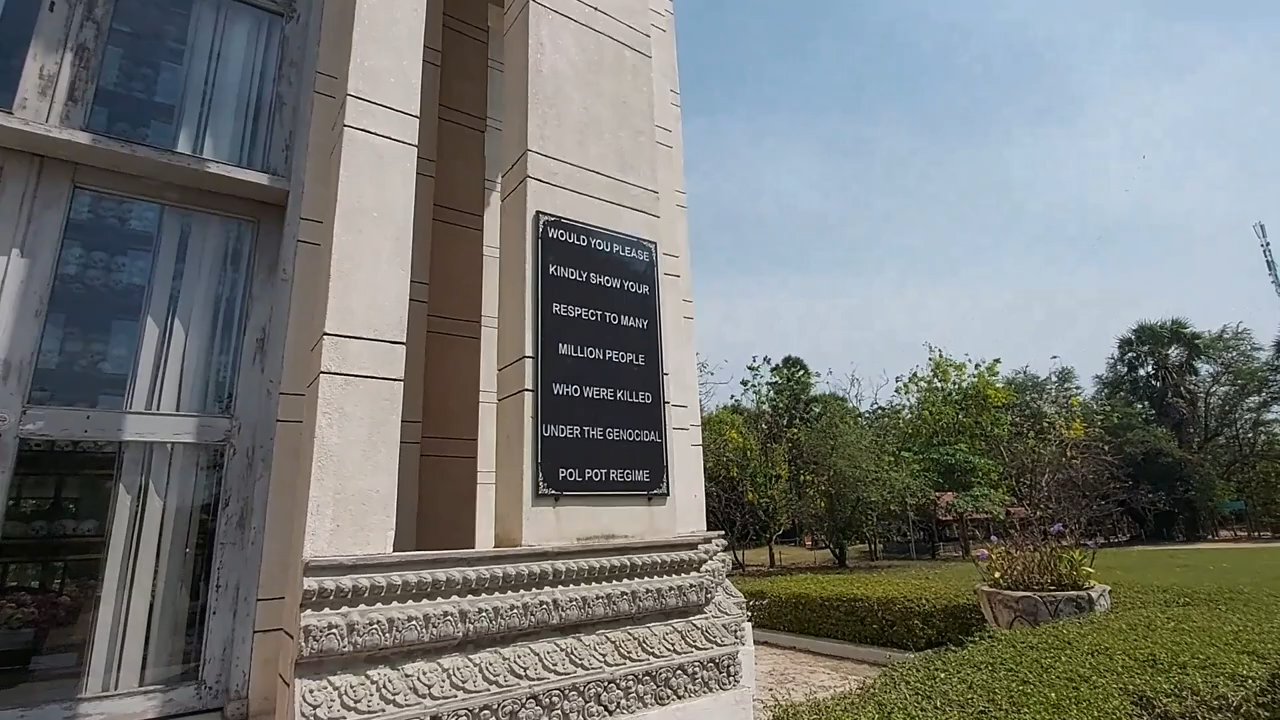 WOULD YOU PLEASE
KINDLY SHOW YOUR
RESPECT TO MANY
MILLION PEOPLE
WHO WERE KILLED
UNDER THE GENOCIDAL
POL POT REGIME